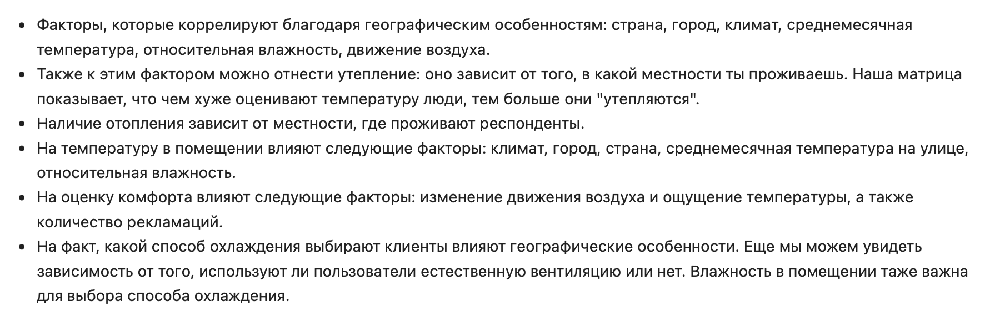 • Факторы, которые коррелируют благодаря географическим особенностям: страна, город, климат, среднемесячная
температура, относительная влажность, движение воздуха.
• Также к этим фактором можно отнести утепление: оно зависит от того, в какой местности ты проживаешь. Наша матрица
показывает, что чем хуже оценивают температуру люди, тем больше они "утепляются".
• Наличие отопления зависит от местности, где проживают респонденты.
• На температуру в помещении влияют следующие факторы: климат, город, страна, среднемесячная температура на улице,
относительная влажность.
• На оценку комфорта влияют следующие факторы: изменение движения воздуха и ощущение температуры, а также
количество рекламаций.
• На факт, какой способ охлаждения выбирают клиенты влияют географические особенности. Еще мы можем увидеть
зависимость от того, используют ли пользователи естественную вентиляцию или нет. Влажность в помещении таже важна
для выбора способа охлаждения.